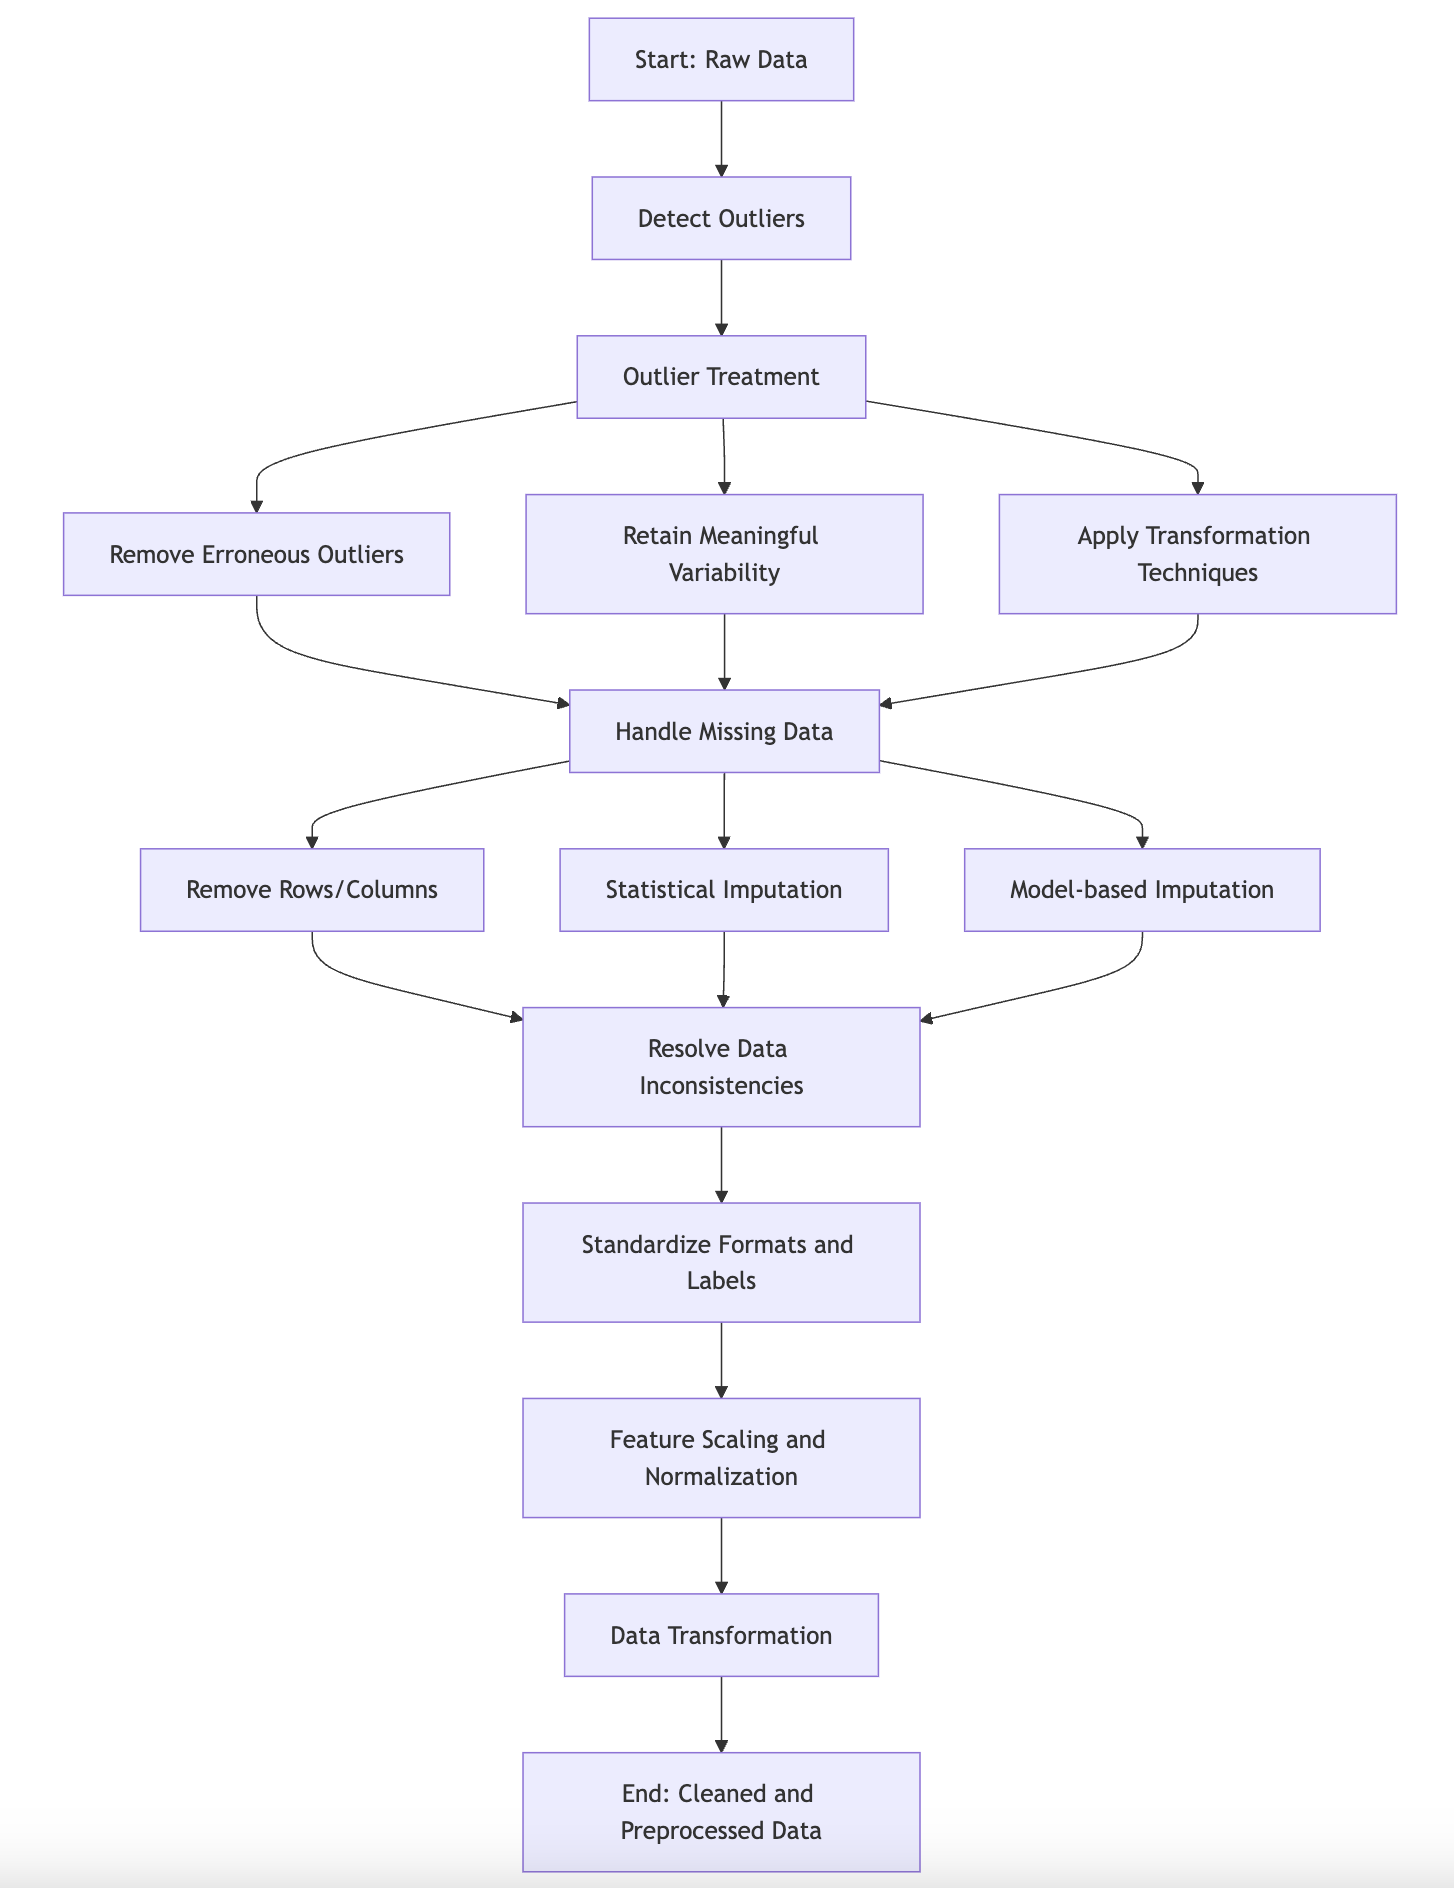 Start: Raw Data
Detect Outliers
Outlier Treatment
Remove Erroneous Outliers
Retain Meaningful
Variability
Apply Transformation
Techniques
Handle Missing Data
Remove Rows/Columns
Statistical Imputation
Model-based Imputation
Resolve Data
Inconsistencies
Standardize Formats and
Labels
Feature Scaling and
Normalization
Data Transformation
End: Cleaned and
Preprocessed Data